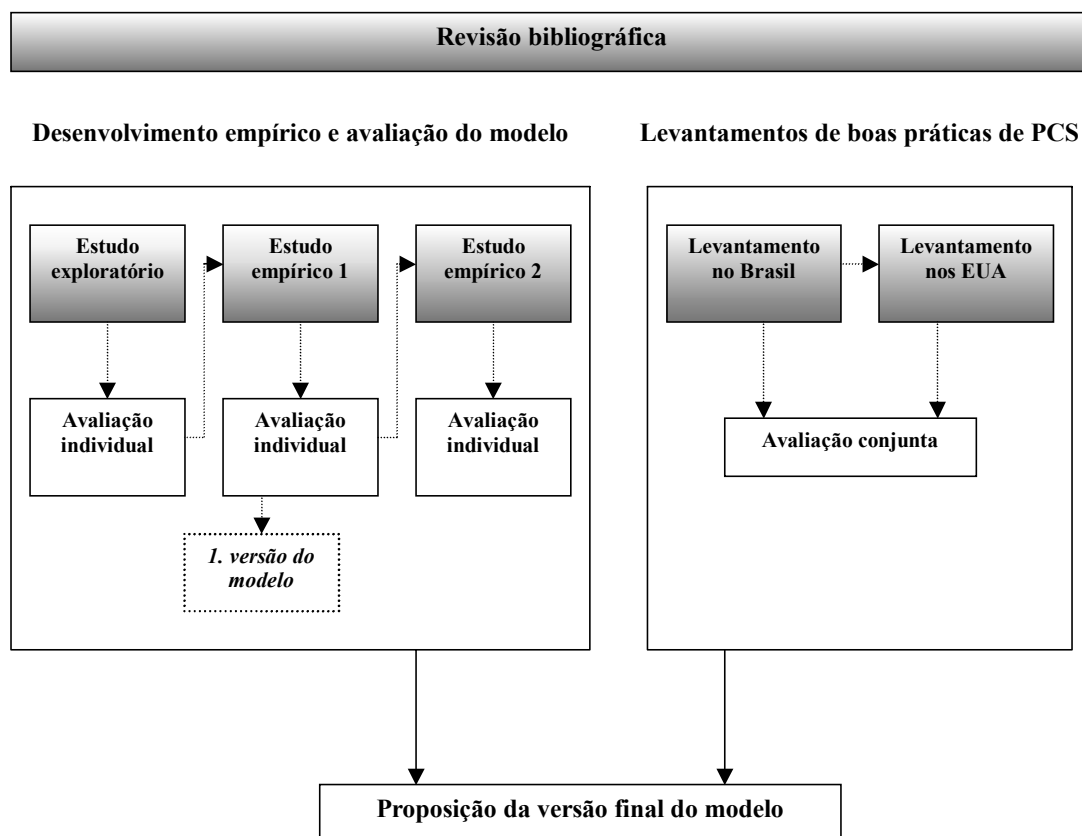 Revisão bibliográfica
Desenvolvimento empírico e avaliação do modelo
Levantamentos de boas práticas de PCS
Estudo
exploratório
Estudo
empírico 1
Estudo
empírico 2
Levantamento
no Brasil
Levantamento
nos EUA
Avaliação
individual
Avaliação
individual
Avaliação
individual
Avaliação conjunta
1. versão do
modelo
Proposição da versão final do modelo